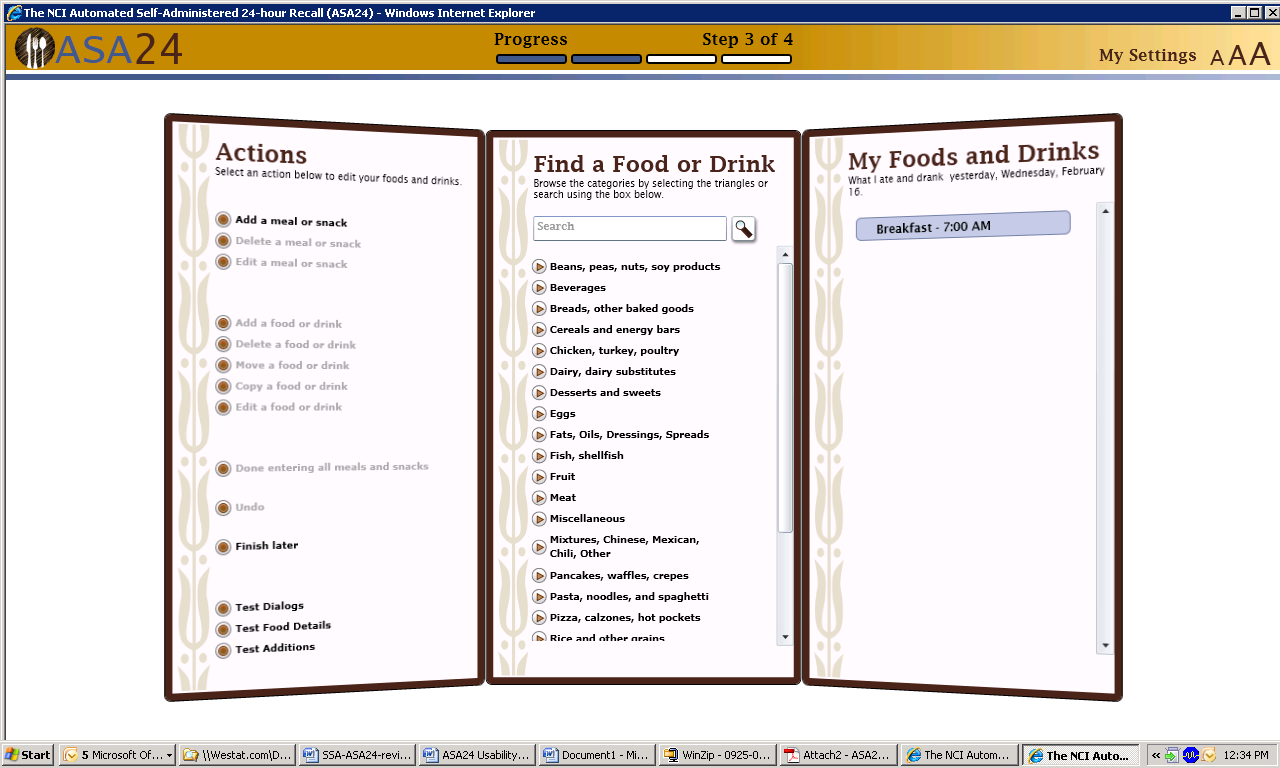 The NCI Automated Self-Administered 24-hour Recall (ASA24) - Windows Internet Explorer
ASA24
Progress
Step 3 of 4
My Settings A A A
Actions
Select an action below to edit your foods and drinks.
Add a meal or snack
Delete a meal or snack
Edit a meal or snack
Add a food or drink
Delete a food or drink
Move a food or drink
Copy a food or drink
Edit a food or drink
Done entering all meals and snacks
Undo
Finish later
Test Dialogs
Test Food Details
Test Additions
Find a Food or Drink
Browse the categories by selecting the triangles or
search using the box below.
Search
Beans, peas, nuts, soy products
Beverages
Breads, other baked goods
Cereals and energy bars
Chicken, turkey, poultry
Dairy, dairy substitutes
Desserts and sweets
Eggs
Fats, Oils, Dressings, Spreads
Fish, shellfish
Fruit
Meat
Miscellaneous
Mixtures, Chinese, Mexican,
Chili, Other
Pancakes, waffles, crepes
Pasta, noodles, and spaghetti
Pizza, calzones, hot pockets
Rice and other grains
My Foods and Drinks
What I ate and drank yesterday, Wednesday, February
16.
Breakfast - 7:00 AM
Start
5 Microsoft Of...
\\Westat.com\D...
SSA-ASA24-revi...
ASA24 Usability...
Document1 - Mi...
WinZip - 0925-0...
Attach2 - ASA2...
The NCI Autom...
The NCI Auto...
12:34 PM